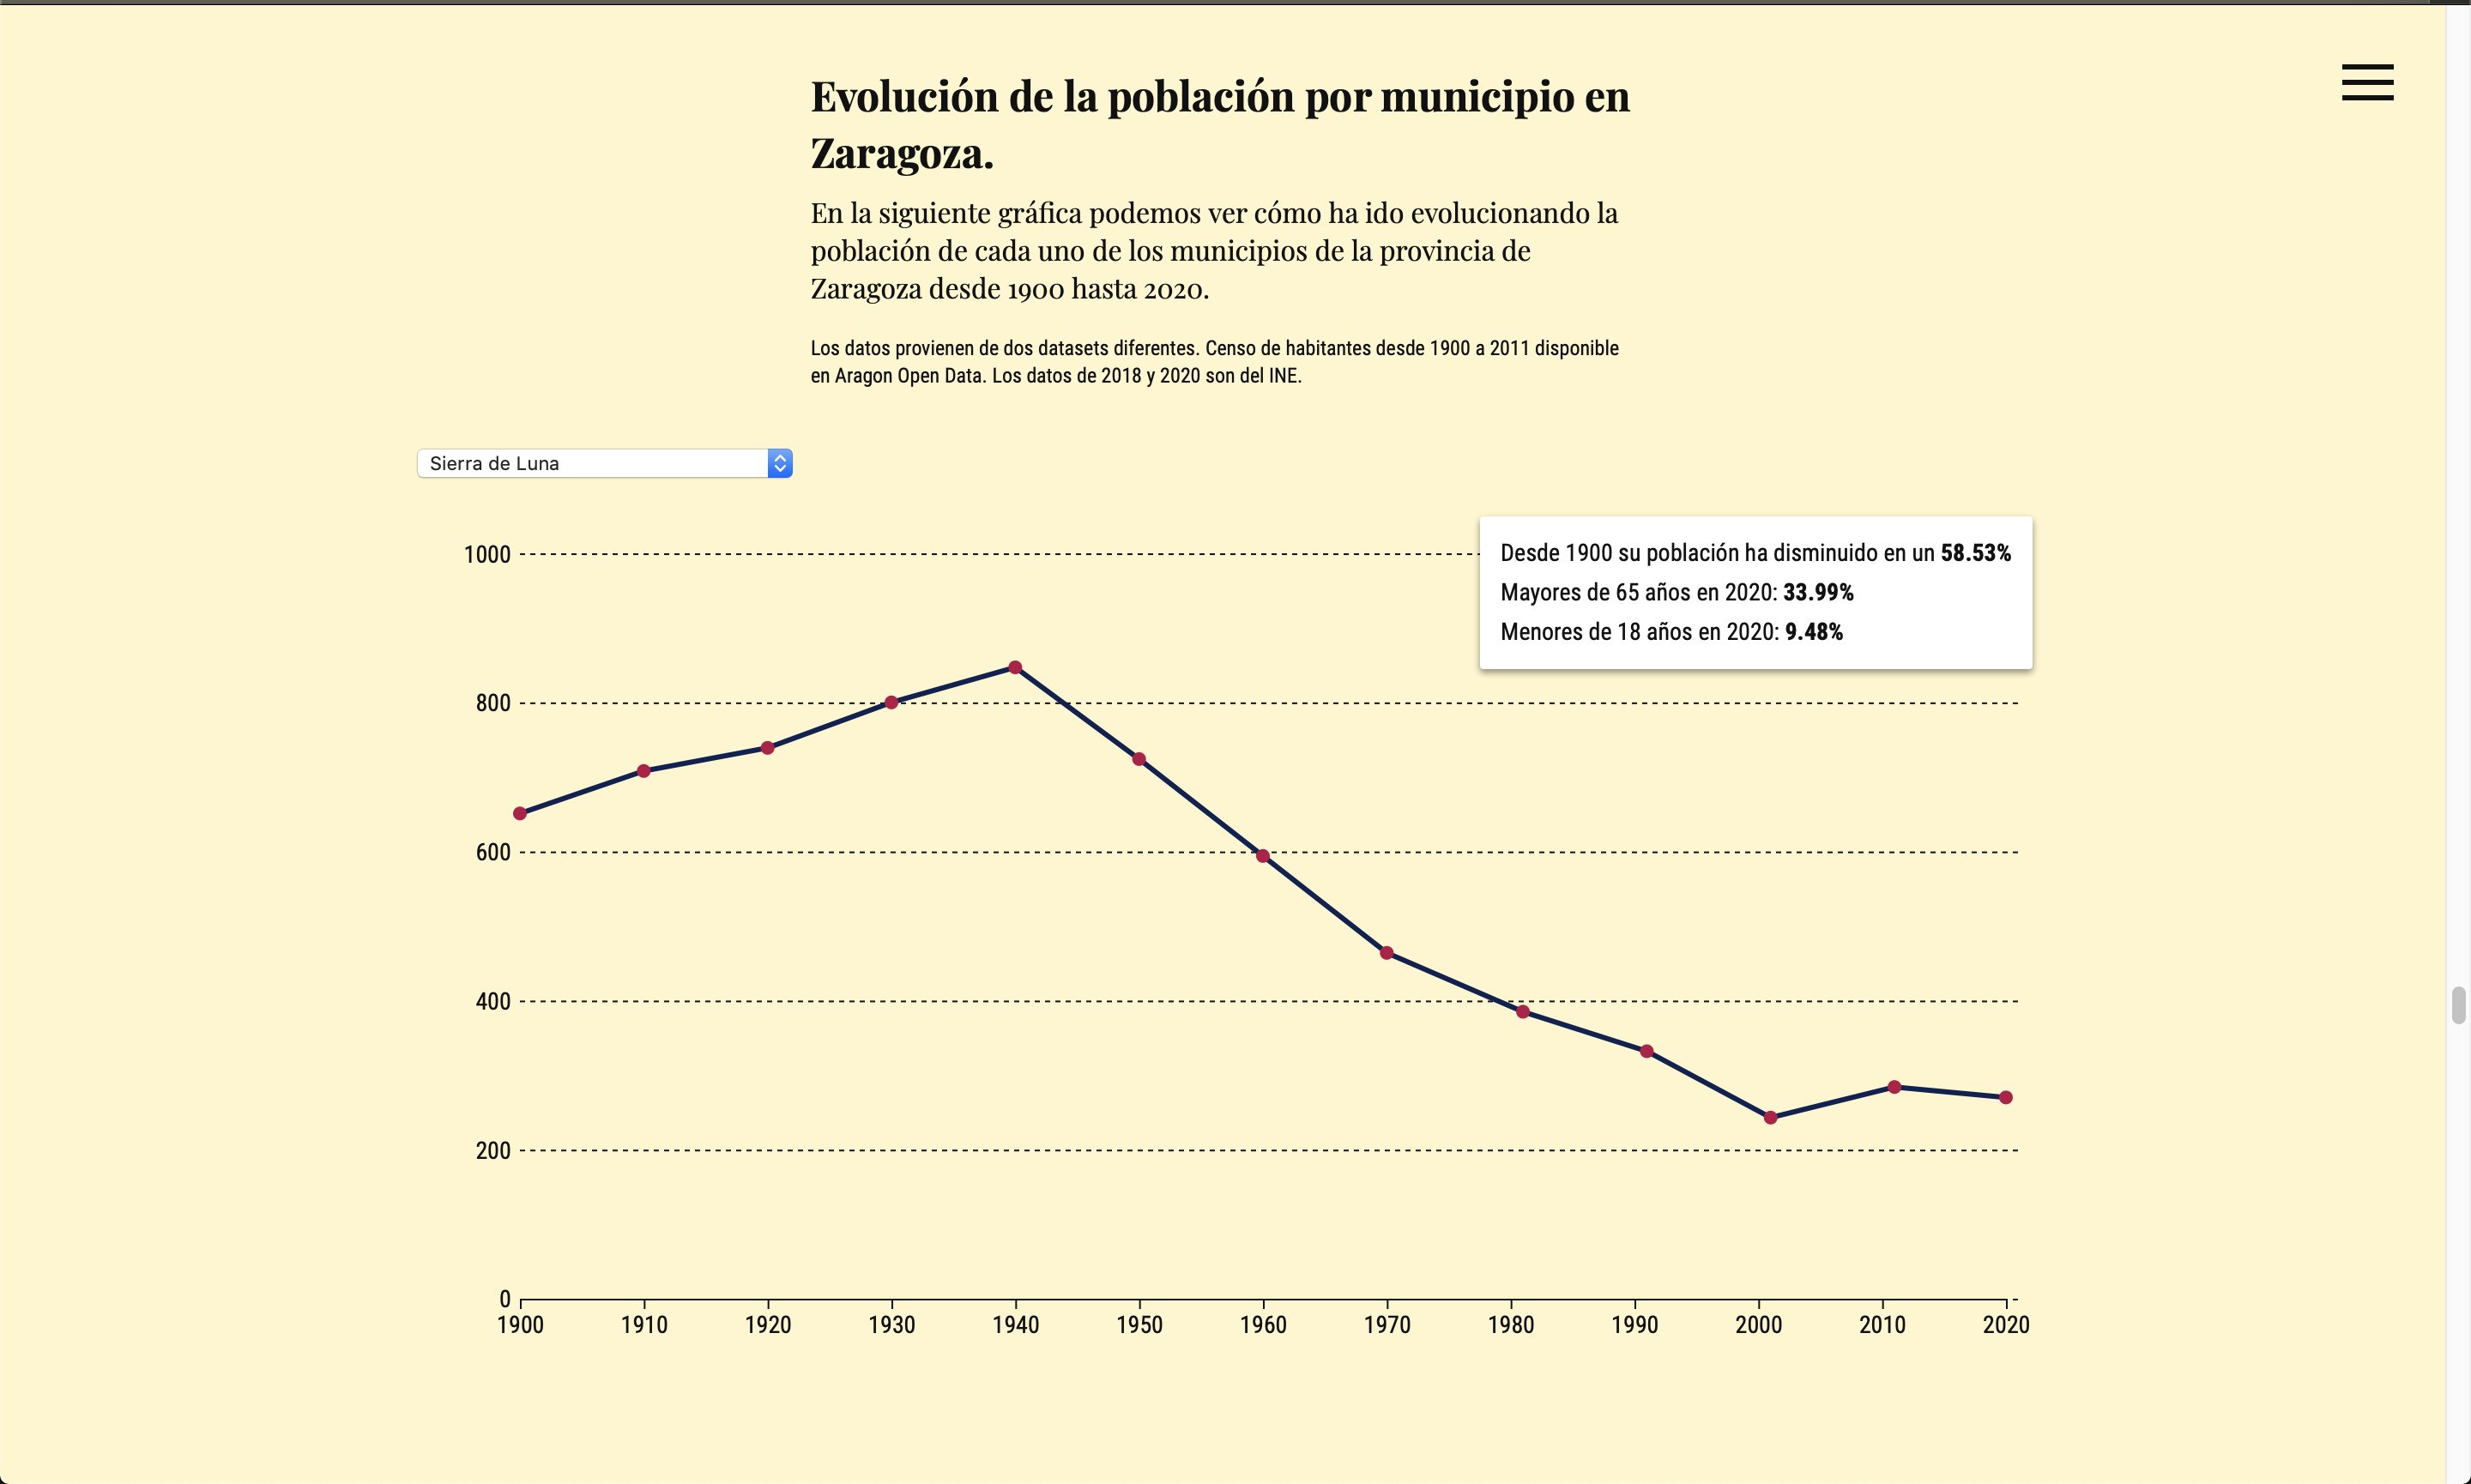 Evolución de la población por municipio en
Zaragoza.
En la siguiente gráfica podemos ver cómo ha ido evolucionando la
población de cada uno de los municipios de la provincia de
Zaragoza desde 1900 hasta 2020.
Los datos provienen de dos datasets diferentes. Censo de habitantes desde 1900 a 2011 disponible
en Aragon Open Data. Los datos de 2018 y 2020 son del INE.
Sierra de Luna
Desde 1900 su población ha disminuido en un 58.53%
Mayores de 65 años en 2020: 33.99%
Menores de 18 años en 2020: 9.48%
1000
800
600
400
200
0
1900 1910 1920 1930 1940 1950 1960 1970 1980 1990 2000 2010 2020